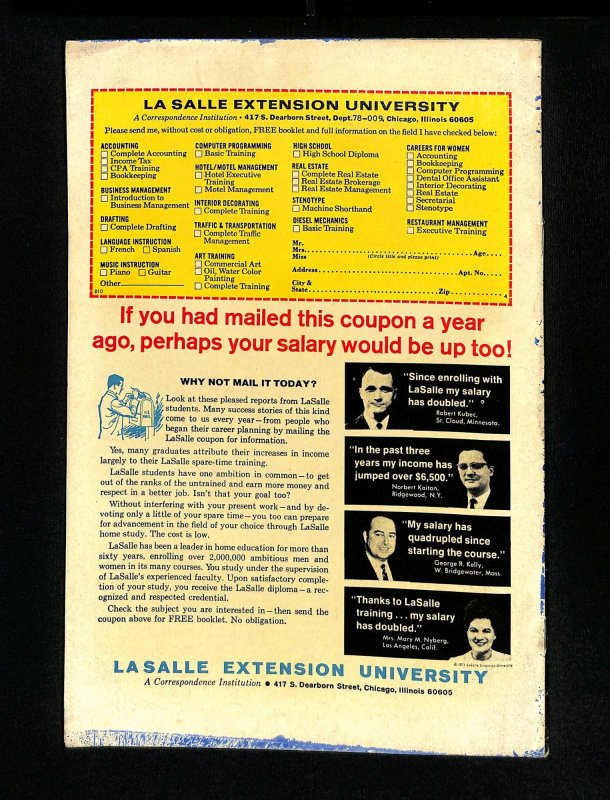 LA SALLE EXTENSION UNIVERSITY
A Correspondence Institution • 417 S. Dearborn Street, Dept. 78-009, Chicago, Illinois 60605
Please send me, without cost or obligation, FREE booklet and full information on the field I have checked below:
ACCOUNTING
Complete Accounting
Income Tax
CPA Training
Bookkeeping
BUSINESS MANAGEMENT
Introduction to
Business Management
DRAFTING
Complete Drafting
LANGUAGE INSTRUCTION
French Spanish
MUSIC INSTRUCTION
Piano Guitar
Other
COMPUTER PROGRAMMING
Basic Training
HOTEL/MOTEL MANAGEMENT
Hotel Executive
Training
Motel Management
INTERIOR DECORATING
Complete Training
TRAFFIC & TRANSPORTATION
Complete Traffic
Management
ART TRAINING
Commercial Art
Oil, Water Color
Painting
Complete Training
HIGH SCHOOL
High School Diploma
REAL ESTATE
Complete Real Estate
Real Estate Brokerage
Real Estate Management
STENOTYPE
Machine Shorthand
DIESEL MECHANICS
Basic Training
CAREERS FOR WOMEN
Accounting
Bookkeeping
Computer Programming
Dental Office Assistant
Interior Decorating
Real Estate
Secretarial
Stenotype
RESTAURANT MANAGEMENT
Executive Training
Mr.
Mrs. Age
Miss (Circle title and please print)
Address Apt. No.
City &
State Zip
If you had mailed this coupon a year
ago, perhaps your salary would be up too!
U.S.
MAIL
WHY NOT MAIL IT TODAY?
Look at these pleased reports from LaSalle
students. Many success stories of this kind
come to us every year—from people who
began their career planning by mailing the
LaSalle coupon for information.
Yes, many graduates attribute their increases in income
largely to their LaSalle spare-time training.
LaSalle students have one ambition in common—to get
out of the ranks of the untrained and earn more money and
respect in a better job. Isn't that your goal too?
Without interfering with your present work—and by de-
voting only a little of your spare time—you too can prepare
for advancement in the field of your choice through LaSalle
home study. The cost is low.
LaSalle has been a leader in home education for more than
sixty years, enrolling over 2,000,000 ambitious men and
women in its many courses. You study under the supervision
of LaSalle's experienced faculty. Upon satisfactory comple-
tion of your study, you receive the LaSalle diploma—a rec-
ognized and respected credential.
Check the subject you are interested in—then send the
coupon above for FREE booklet. No obligation.
"Since enrolling with
LaSalle my salary
has doubled."
Robert Kubec,
St. Cloud, Minnesota.
"In the past three
years my income has
jumped over $6,500."
Norbert Koitan,
Ridgewood, N.Y.
"My salary has
quadrupled since
starting the course."
George R. Kelly,
W. Bridgewater, Mass.
"Thanks to LaSalle
training . . . my salary
has doubled."
Mrs. Mary M. Nyberg,
Los Angeles, Calif.
LA SALLE EXTENSION UNIVERSITY
A Correspondence Institution • 417 S. Dearborn Street, Chicago, Illinois 60605